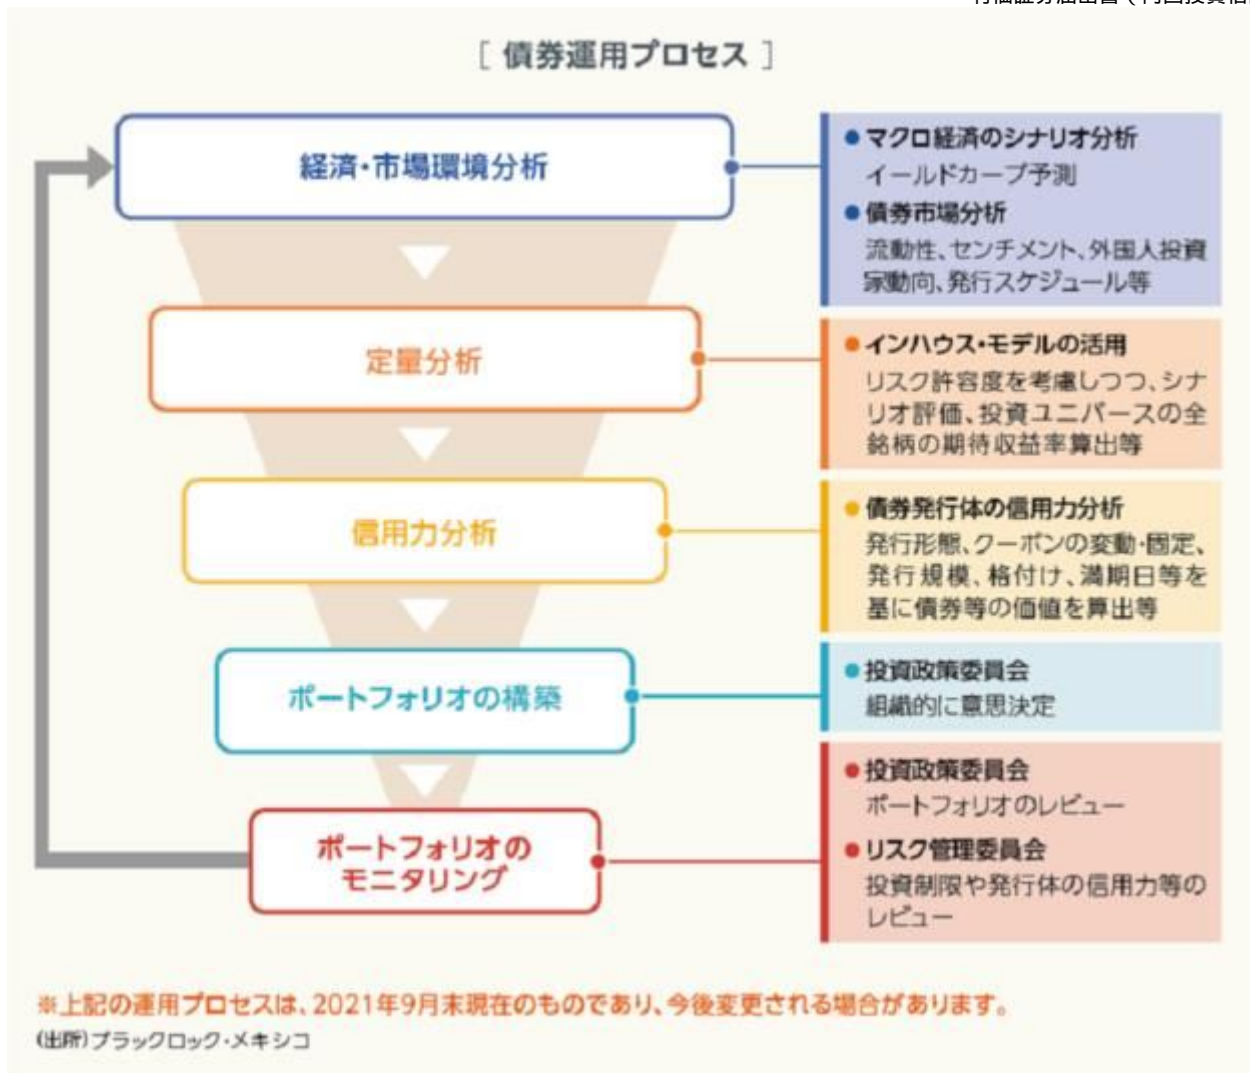 [ 債券運用プロセス ]
経済・市場環境分析
● マクロ経済のシナリオ分析
イールドカーブ予測
● 債券市場分析
流動性、センチメント、外国人投資
家動向、発行スケジュール等
定量分析
● インハウス・モデルの活用
リスク許容度を考慮しつつ、シナ
リオ評価、投資ユニバースの全
銘柄の期待収益率算出等
信用力分析
● 債券発行体の信用力分析
発行形態、クーポンの変動・固定、
発行規模、格付け、満期日等を
基に債券等の価値を算出等
ポートフォリオの構築
● 投資政策委員会
組織的に意思決定
ポートフォリオの
モニタリング
● 投資政策委員会
ポートフォリオのレビュー
● リスク管理委員会
投資制限や発行体の信用力等の
レビュー
※上記の運用プロセスは、2021年9月末現在のものであり、今後変更される場合があります。
(出所)ブラックロック・メキシコ